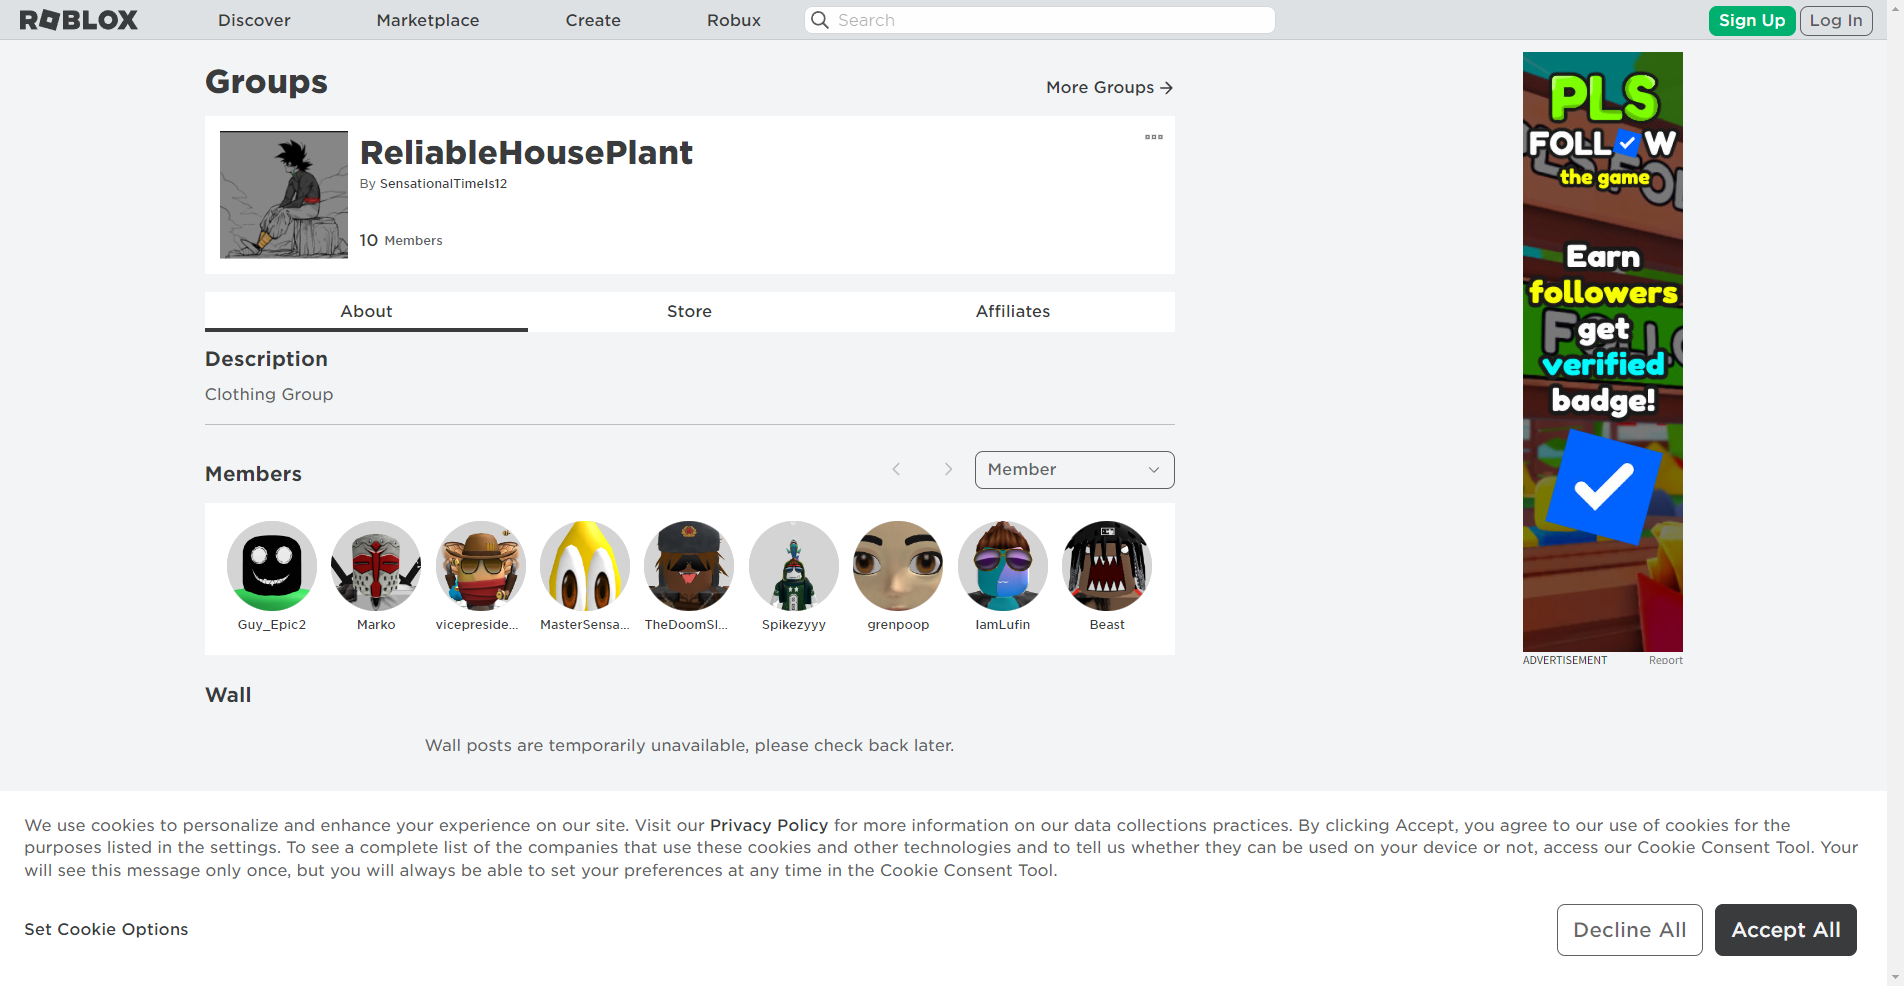 ROBLOX
Discover
Marketplace
Create
Robux
Search
Sign Up
Log In
Groups
More Groups
ReliableHousePlant
By SensationalTimeIs12
10 Members
About
Store
Affiliates
Description
Clothing Group
Members
Member
Guy_Epic2
Marko
vicepreside...
MasterSensa...
TheDoomSl...
Spikezyyy
grenpoop
IamLufin
Beast
Wall
Wall posts are temporarily unavailable, please check back later.
PLS
FOLLOW
the game
Earn
followers
get
verified
badge!
ADVERTISEMENT
Report
We use cookies to personalize and enhance your experience on our site. Visit our Privacy Policy for more information on our data collections practices. By clicking Accept, you agree to our use of cookies for the
purposes listed in the settings. To see a complete list of the companies that use these cookies and other technologies and to tell us whether they can be used on your device or not, access our Cookie Consent Tool. Your
will see this message only once, but you will always be able to set your preferences at any time in the Cookie Consent Tool.
Set Cookie Options
Decline All
Accept All